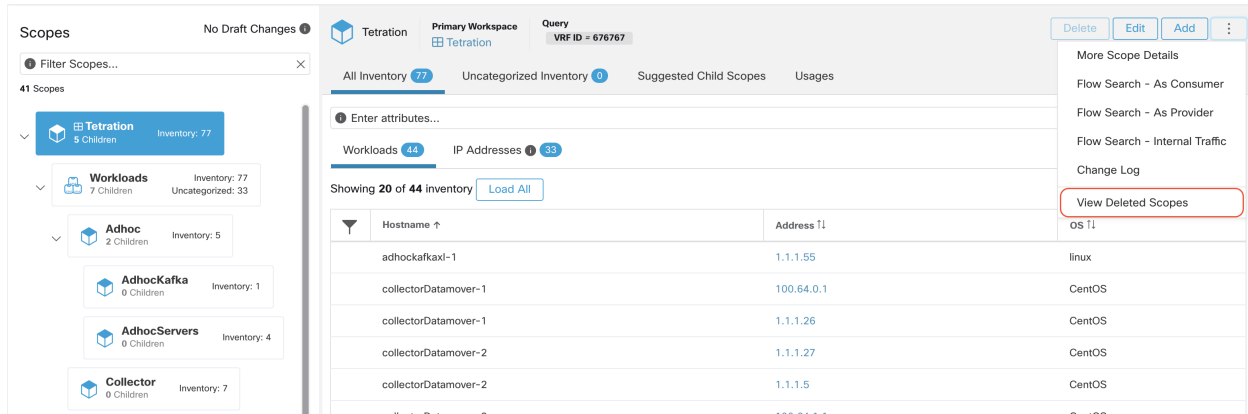 Scopes
No Draft Changes
Filter Scopes...
41 Scopes
Tetration
5 Children
Inventory: 77
Workloads
7 Children
Inventory: 77
Uncategorized: 33
Adhoc
2 Children
Inventory: 5
AdhocKafka
0 Children
Inventory: 1
AdhocServers
0 Children
Inventory: 4
Collector
0 Children
Inventory: 7
Tetration
Primary Workspace
Tetration
Query
VRF ID = 676767
Delete
Edit
Add
More Scope Details
Flow Search - As Consumer
Flow Search - As Provider
Flow Search - Internal Traffic
Change Log
View Deleted Scopes
All Inventory 77
Uncategorized Inventory 0
Suggested Child Scopes
Usages
Enter attributes...
Workloads 44
IP Addresses 33
Showing 20 of 44 inventory
Load All
Hostname ↑ Address ↑↓ OS ↑↓
adhockafkaxl-1 1.1.1.55 linux
collectorDatamover-1 100.64.0.1 CentOS
collectorDatamover-1 1.1.1.26 CentOS
collectorDatamover-2 1.1.1.27 CentOS
collectorDatamover-2 1.1.1.5 CentOS